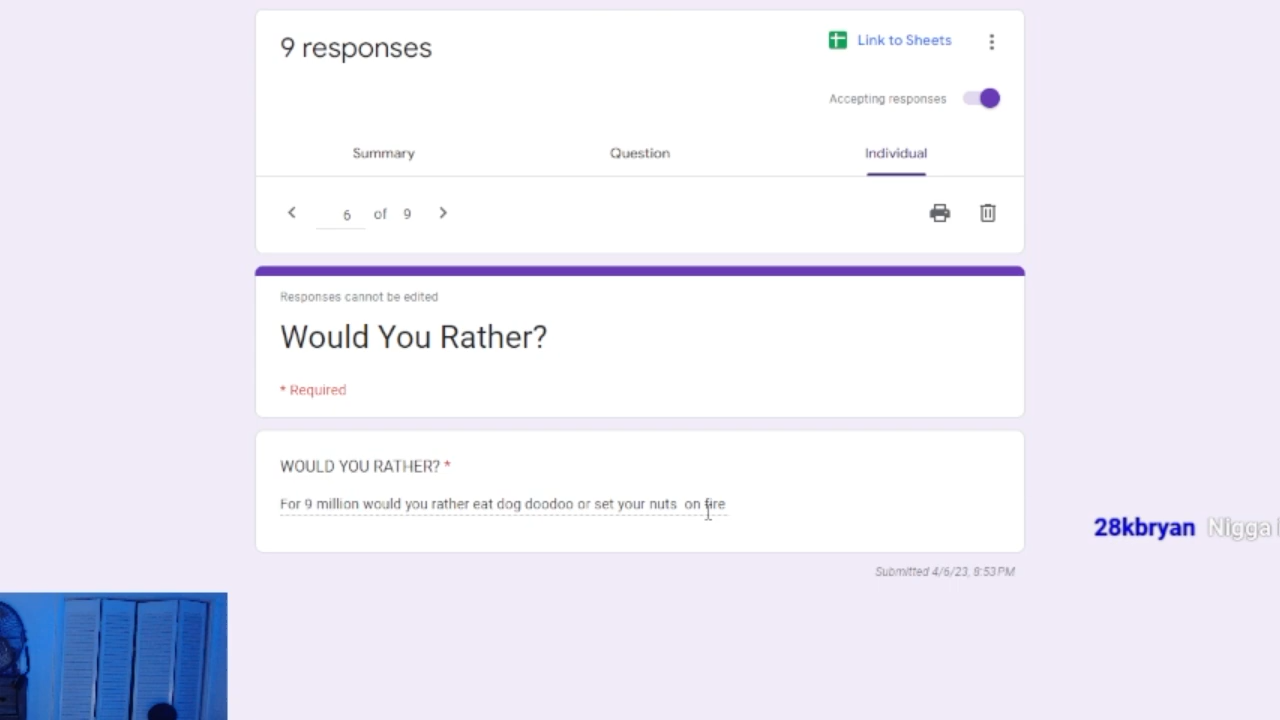 9 responses
Link to Sheets
Accepting responses
Summary Question Individual
6 of 9
Responses cannot be edited
Would You Rather?
* Required
WOULD YOU RATHER? *
For 9 million would you rather eat dog doodoo or set your nuts on fire
28kbryan Nigga
Submitted 4/6/23, 8:53 PM